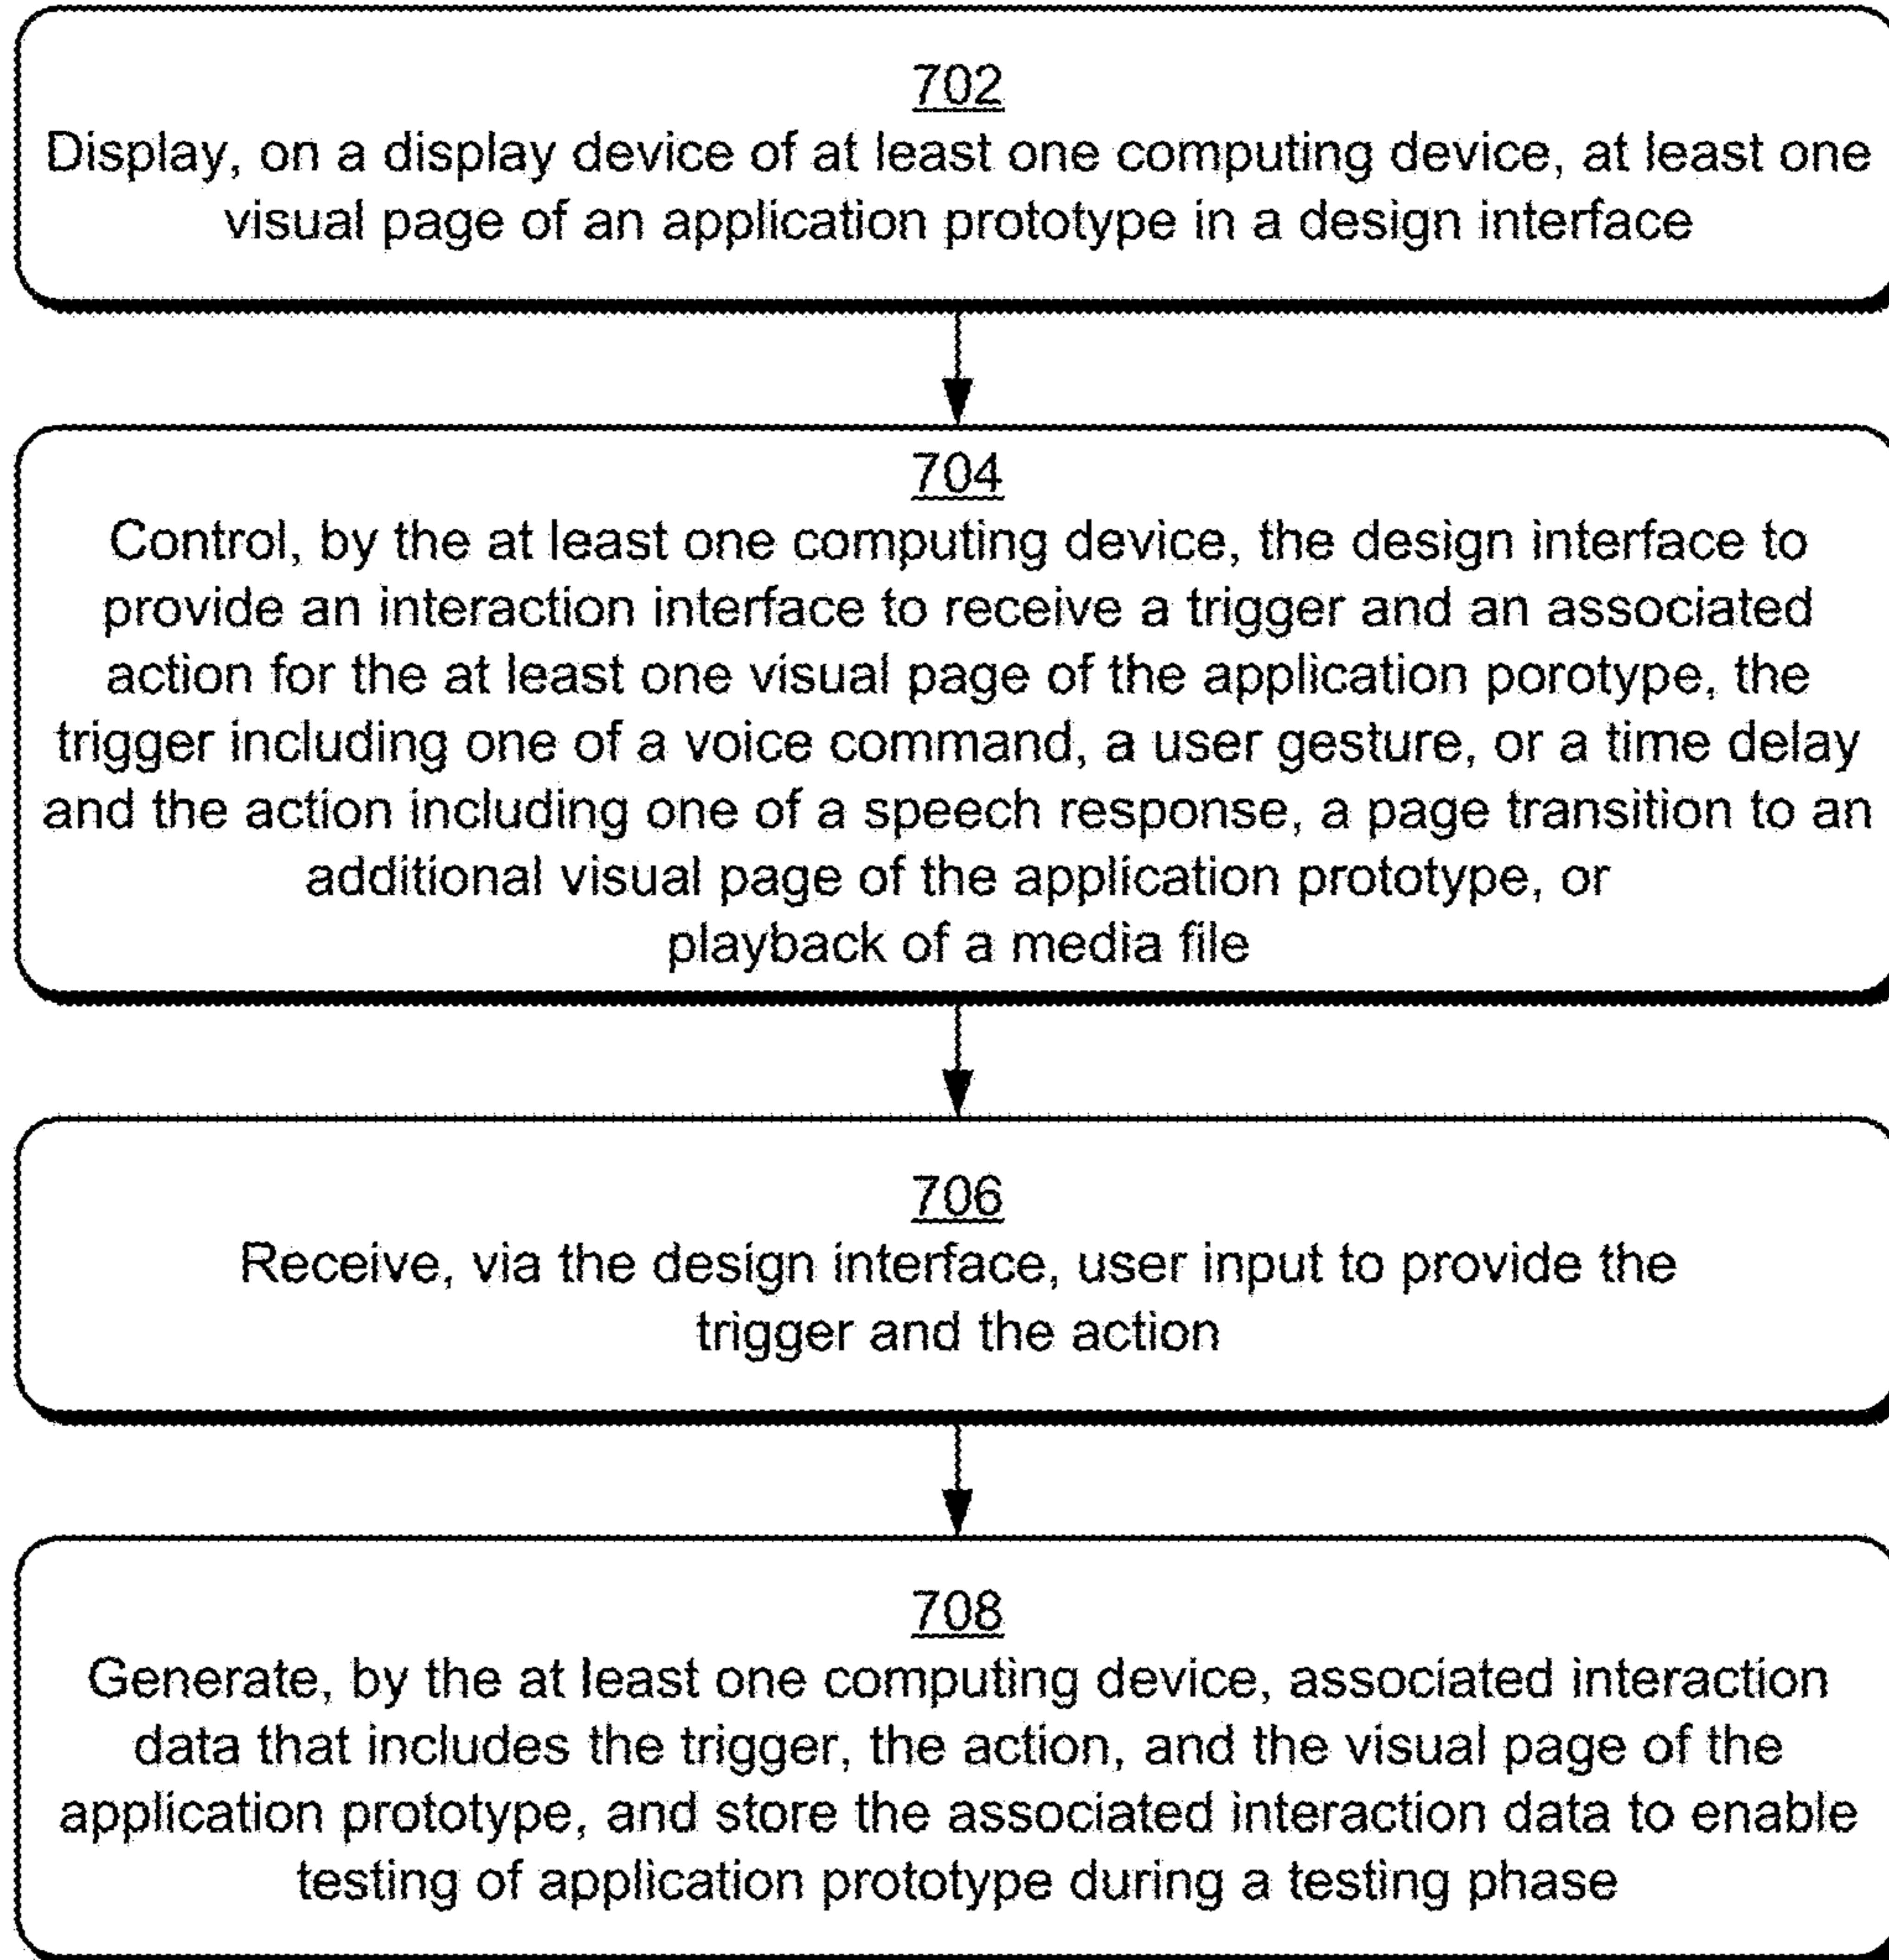 702
Display, on a display device of at least one computing device, at least one
visual page of an application prototype in a design interface
704
Control, by the at least one computing device, the design interface to
provide an interaction interface to receive a trigger and an associated
action for the at least one visual page of the application porotype, the
trigger including one of a voice command, a user gesture, or a time delay
and the action including one of a speech response, a page transition to an
additional visual page of the application prototype, or
playback of a media file
706
Receive, via the design interface, user input to provide the
trigger and the action
708
Generate, by the at least one computing device, associated interaction
data that includes the trigger, the action, and the visual page of the
application prototype, and store the associated interaction data to enable
testing of application prototype during a testing phase